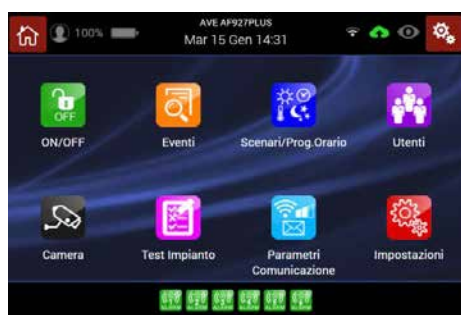 AVE AF927PLUS
100%
Mar 15 Gen 14:31
OFF
ON/OFF
Eventi
Scenari/Prog.Orario
Utenti
Camera
Test Impianto
Parametri
Comunicazione
Impostazioni